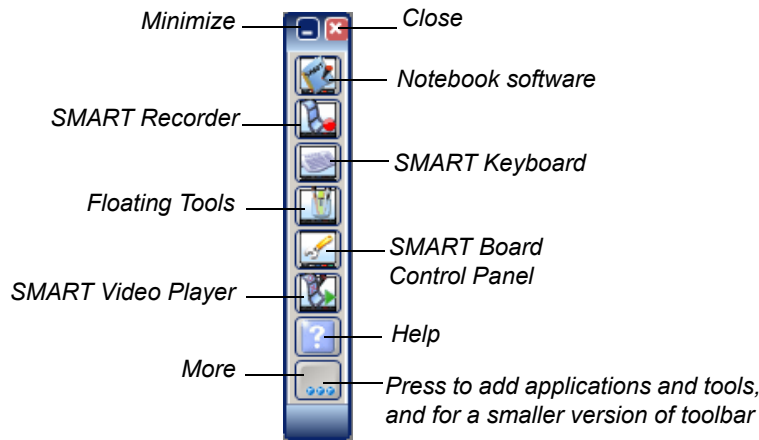 Minimize
Close
Notebook software
SMART Recorder
SMART Keyboard
Floating Tools
SMART Board
Control Panel
SMART Video Player
Help
More
Press to add applications and tools,
and for a smaller version of toolbar